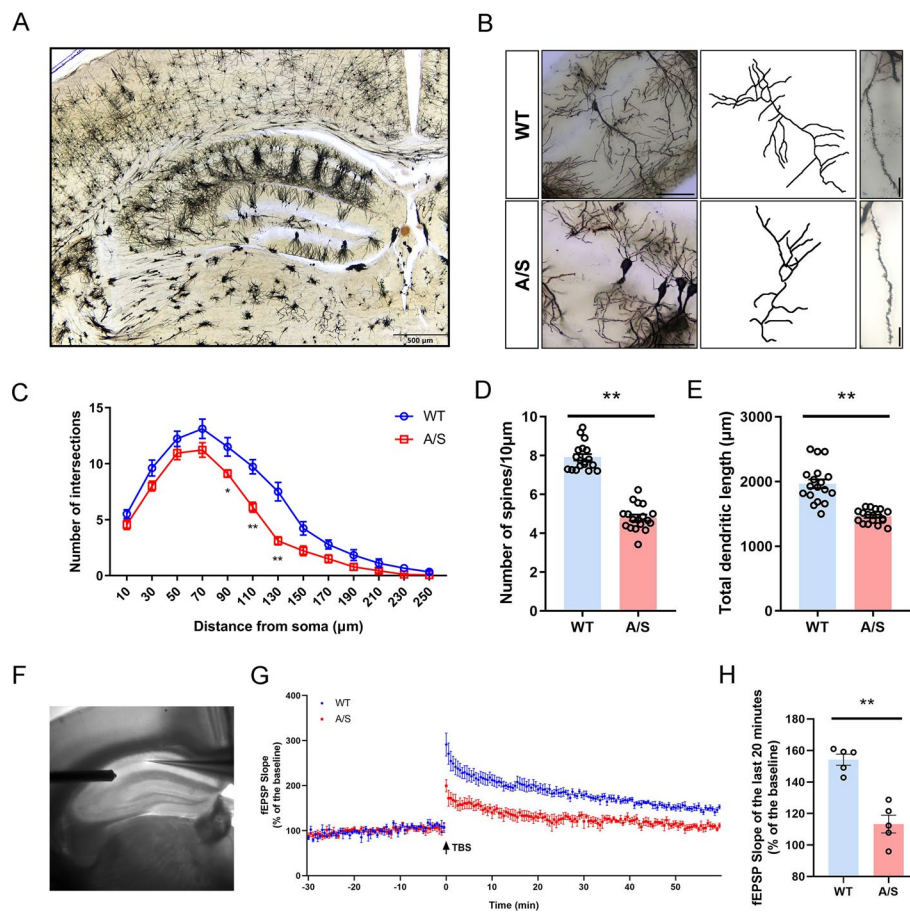 A
500 μm
B
WT
A/S
C
Number of intersections
15
10
5
0
WT
A/S
*
**
**
10 30 50 70 90 110 130 150 170 190 210 230 250
Distance from soma (μm)
D
**
Number of spines/10μm
10
8
6
4
2
0
WT A/S
E
**
Total dendritic length (μm)
3000
2000
1000
0
WT A/S
F
G
fEPSP Slope
(% of the baseline)
400
300
200
100
0
WT
A/S
TBS
-30 -20 -10 0 10 20 30 40 50
Time (min)
H
**
fEPSP Slope of the last 20 minutes
(% of the baseline)
180
160
140
120
100
80
WT A/S